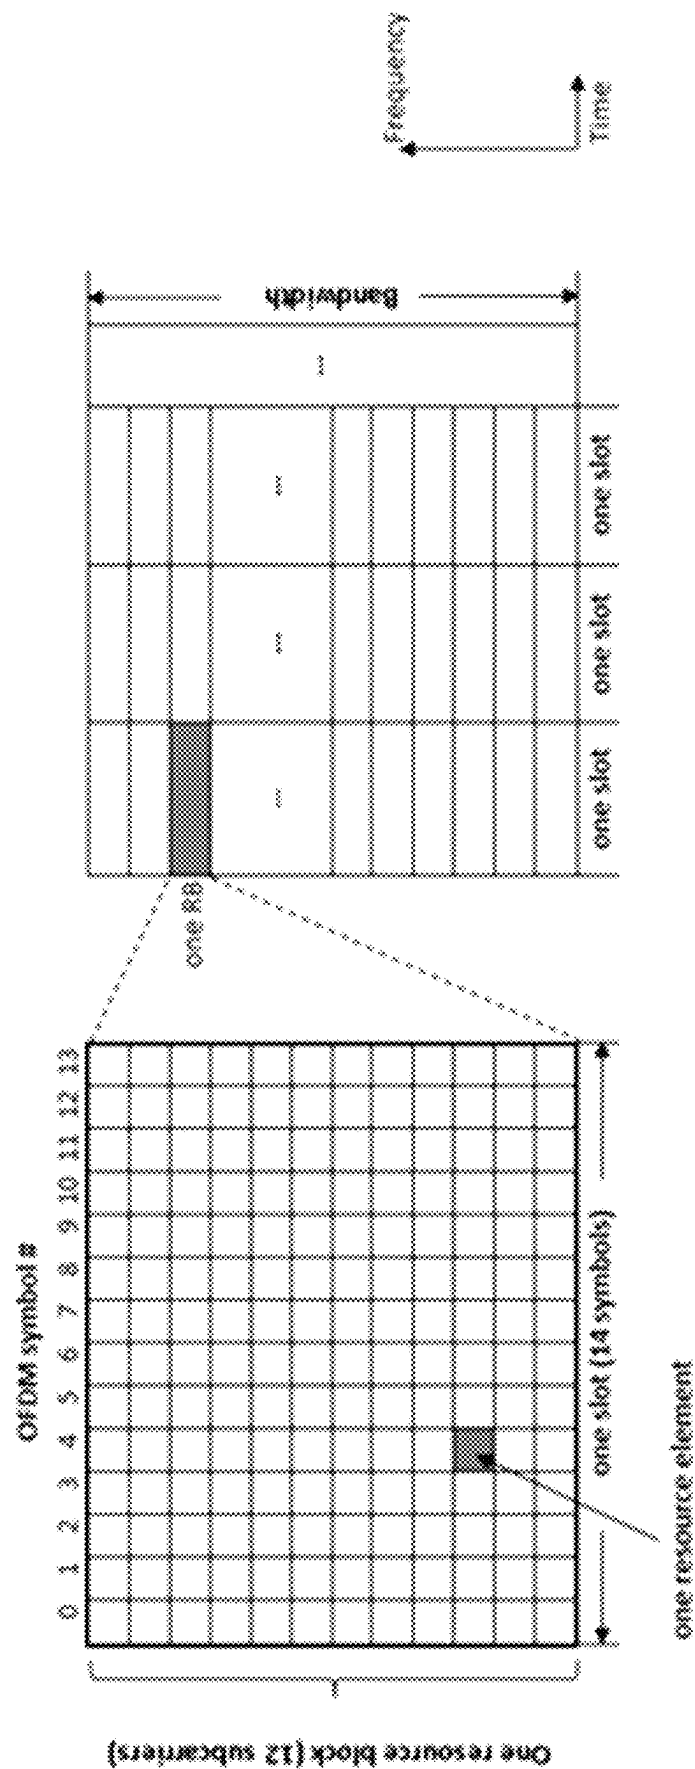 OFDM symbol #
0 1 2 3 4 5 6 7 8 9 10 11 12 13
One resource block (12 subcarriers)
one slot (14 symbols)
one resource element
one RB
...
...
...
...
one slot
one slot
one slot
Bandwidth
Frequency
Time